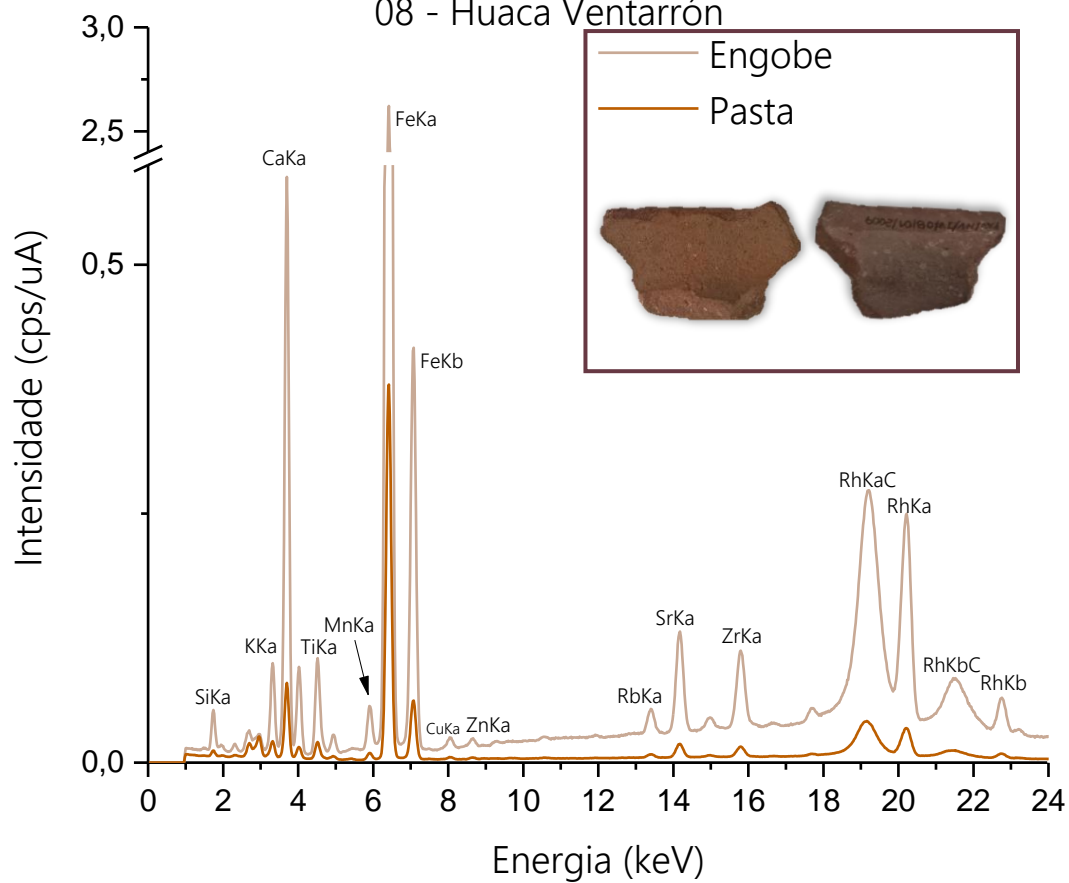 08 - Huaca Ventarrón
Engobe
Pasta
Intensidade (cps/uA)
3,0
2,5
0,5
0,0
SiKa
KKa
CaKa
TiKa
MnKa
FeKa
FeKb
CuKa
ZnKa
RbKa
SrKa
ZrKa
RhKaC
RhKa
RhKbC
RhKb
0 2 4 6 8 10 12 14 16 18 20 22 24
Energia (keV)